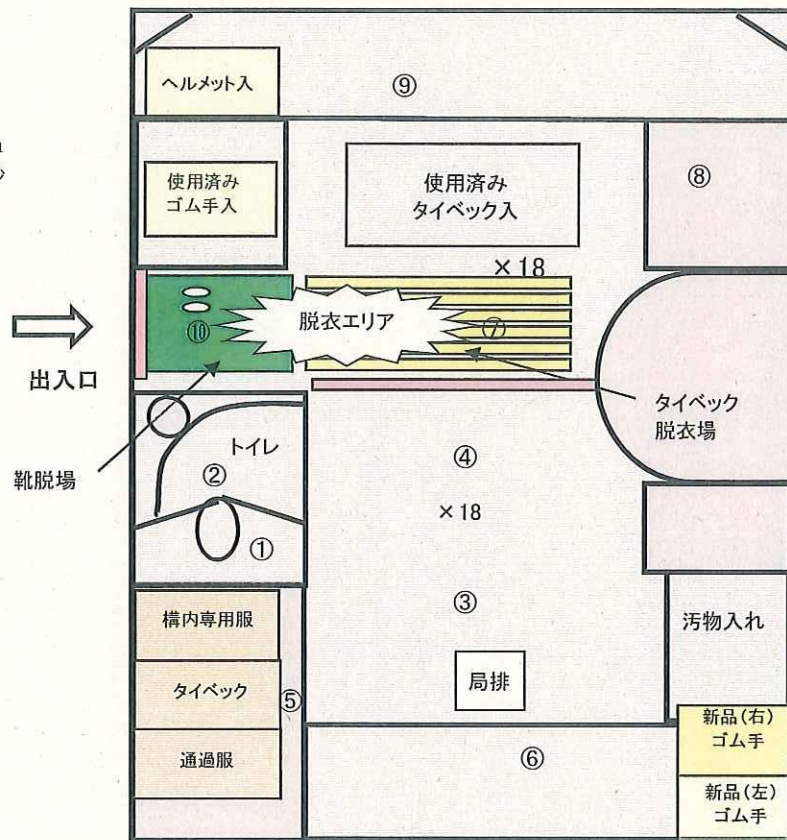 ヘルメット入
⑨
使用済み
ゴム手入
使用済み
タイベック入
⑧
×18
⑩
脱衣エリア
⑦
出入口
タイベック
脱衣場
靴脱場
トイレ
②
①
④
×18
③
局排
構内専用服
タイベック
通過服
⑤
⑥
汚物入れ
新品(右)
ゴム手
新品(左)
ゴム手